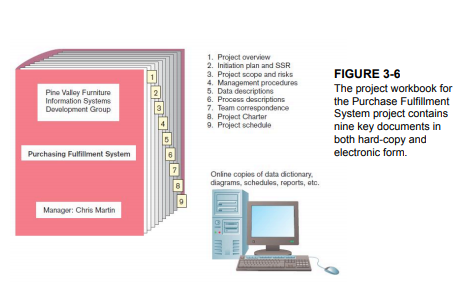 Pine Valley Furniture
Information Systems
Development Group
Purchasing Fulfillment System
Manager: Chris Martin
1
2
3
4
5
6
7
8
9
1. Project overview
2. Initiation plan and SSR
3. Project scope and risks
4. Management procedures
5. Data descriptions
6. Process descriptions
7. Team correspondence
8. Project Charter
9. Project schedule
Online copies of data dictionary,
diagrams, schedules, reports, etc.
FIGURE 3-6
The project workbook for
the Purchase Fulfillment
System project contains
nine key documents in
both hard-copy and
electronic form.